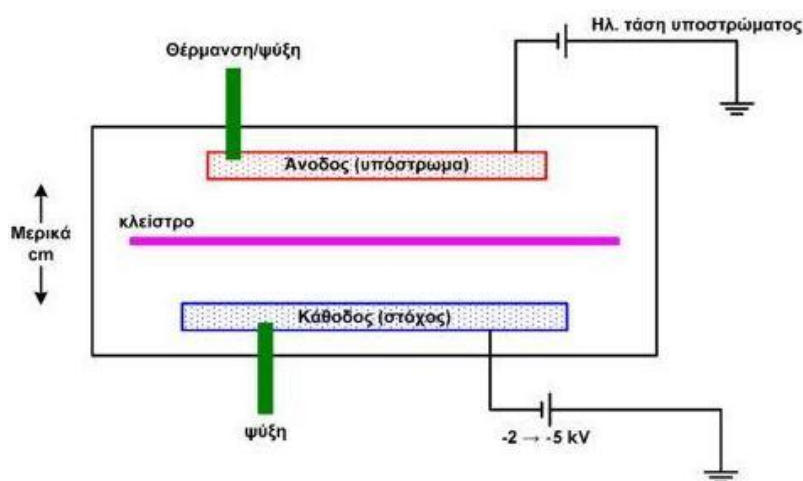 Ηλ. τάση υποστρώματος
Θέρμανση/ψύξη
Άνοδος (υπόστρωμα)
κλείστρο
Μερικά
cm
Κάθοδος (στόχος)
ψύξη
-2 → -5 kV